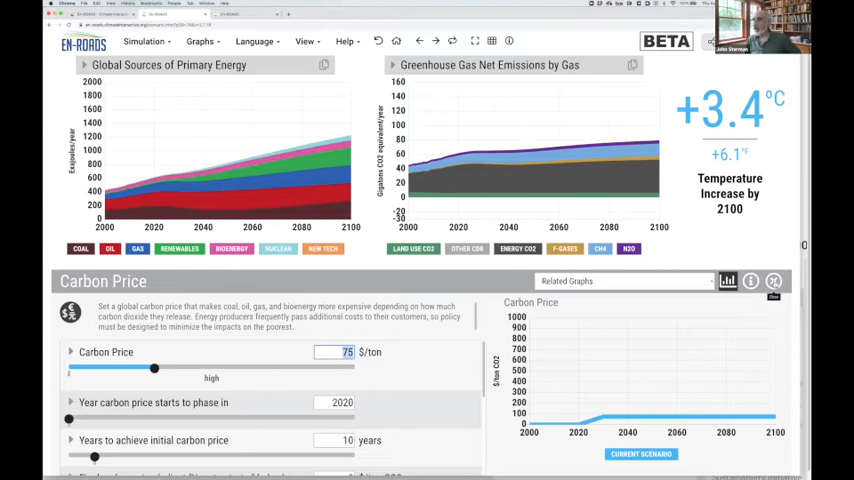 EN-ROADS
Simulation
Graphs
Language
View
Help
BETA
John Sterman
Global Sources of Primary Energy
Greenhouse Gas Net Emissions by Gas
Exajoules/year
2000
1800
1600
1400
1200
1000
800
600
400
200
0
2000
2020
2040
2060
2080
2100
COAL
OIL
GAS
RENEWABLES
BIOENERGY
NUCLEAR
NEW TECH
Gigatons CO2 equivalent/year
160
140
120
100
80
60
40
20
0
-20
-30
2000
2020
2040
2060
2080
2100
LAND USE CO2
OTHER CDR
ENERGY CO2
F-GASES
CH4
N2O
+3.4°C
+6.1°F
Temperature
Increase by
2100
Carbon Price
Related Graphs
Close
Set a global carbon price that makes coal, oil, gas, and bioenergy more expensive depending on how much
carbon dioxide they release. Energy producers frequently pass additional costs to their customers, so policy
must be designed to minimize the impacts on the poorest.
Carbon Price
75
$/ton
high
Year carbon price starts to phase in
2020
Years to achieve initial carbon price
10
years
Carbon Price
$/ton CO2
1000
900
800
700
600
500
400
300
200
100
0
2000
2020
2040
2060
2080
2100
CURRENT SCENARIO